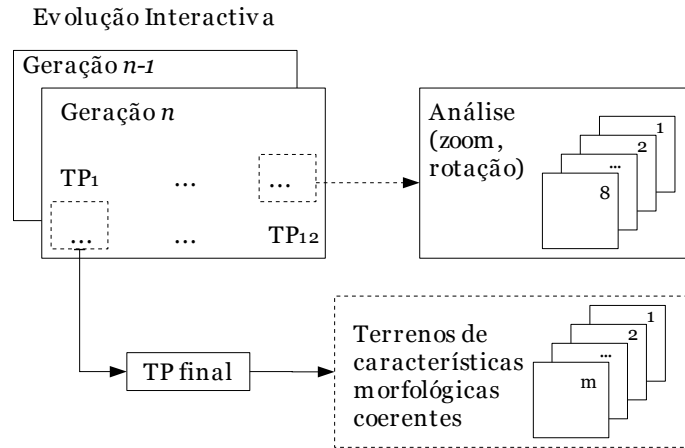 Evolução Interactiva
Geração n-1
Geração n
TP1 ... ...
... ... TP12
Análise
(zoom,
rotação)
1
2
...
8
TP final
Terrenos de
características
morfológicas
coerentes
1
2
...
m